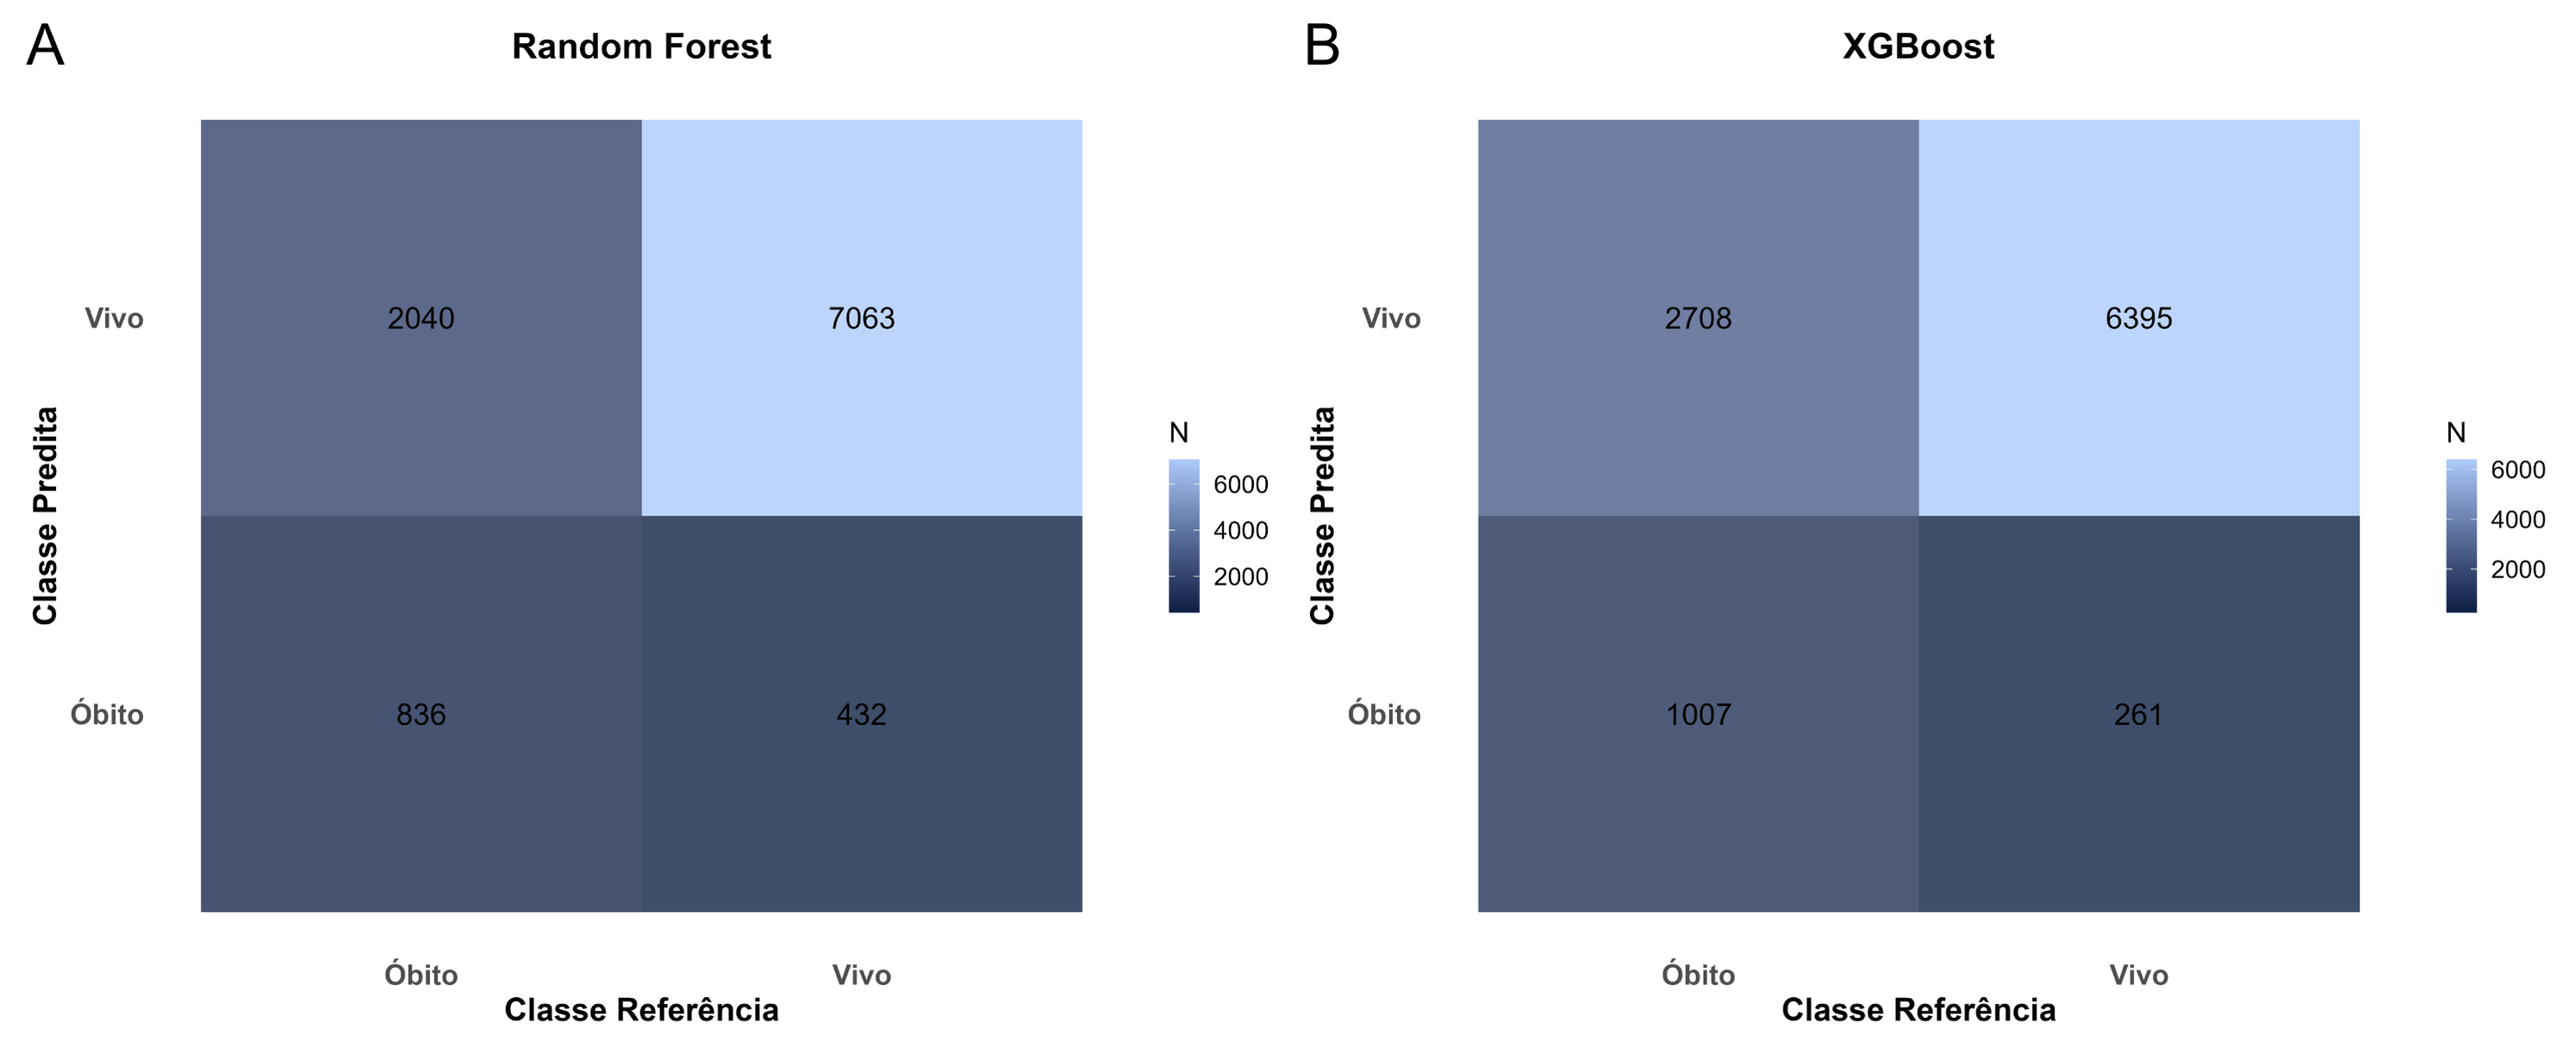 A
Random Forest
Classe Predita
Vivo
2040
7063
Óbito
836
432
Óbito
Vivo
Classe Referência
N
6000
4000
2000
B
XGBoost
Classe Predita
Vivo
2708
6395
Óbito
1007
261
Óbito
Vivo
Classe Referência
N
6000
4000
2000